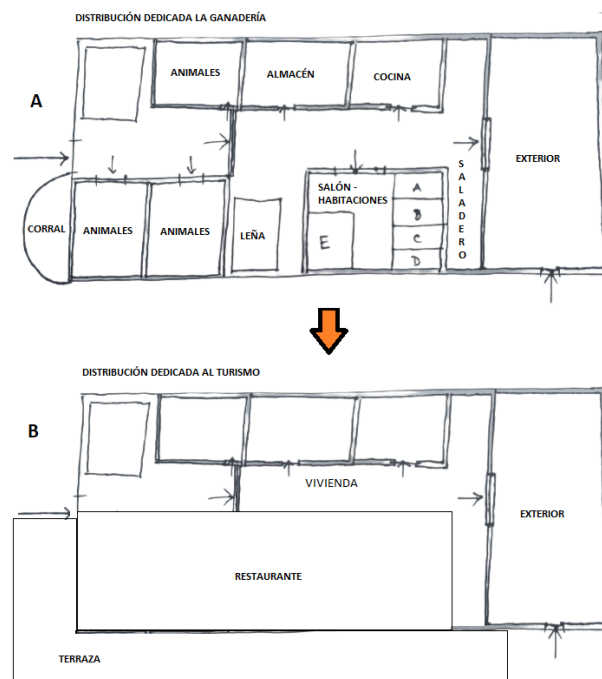 DISTRIBUCIÓN DEDICADA LA GANADERÍA
A
ANIMALES
ALMACÉN
COCINA
EXTERIOR
SALADERO
SALÓN -
HABITACIONES
A
B
C
D
E
CORRAL
ANIMALES
ANIMALES
LEÑA
DISTRIBUCIÓN DEDICADA AL TURISMO
B
VIVIENDA
EXTERIOR
RESTAURANTE
TERRAZA